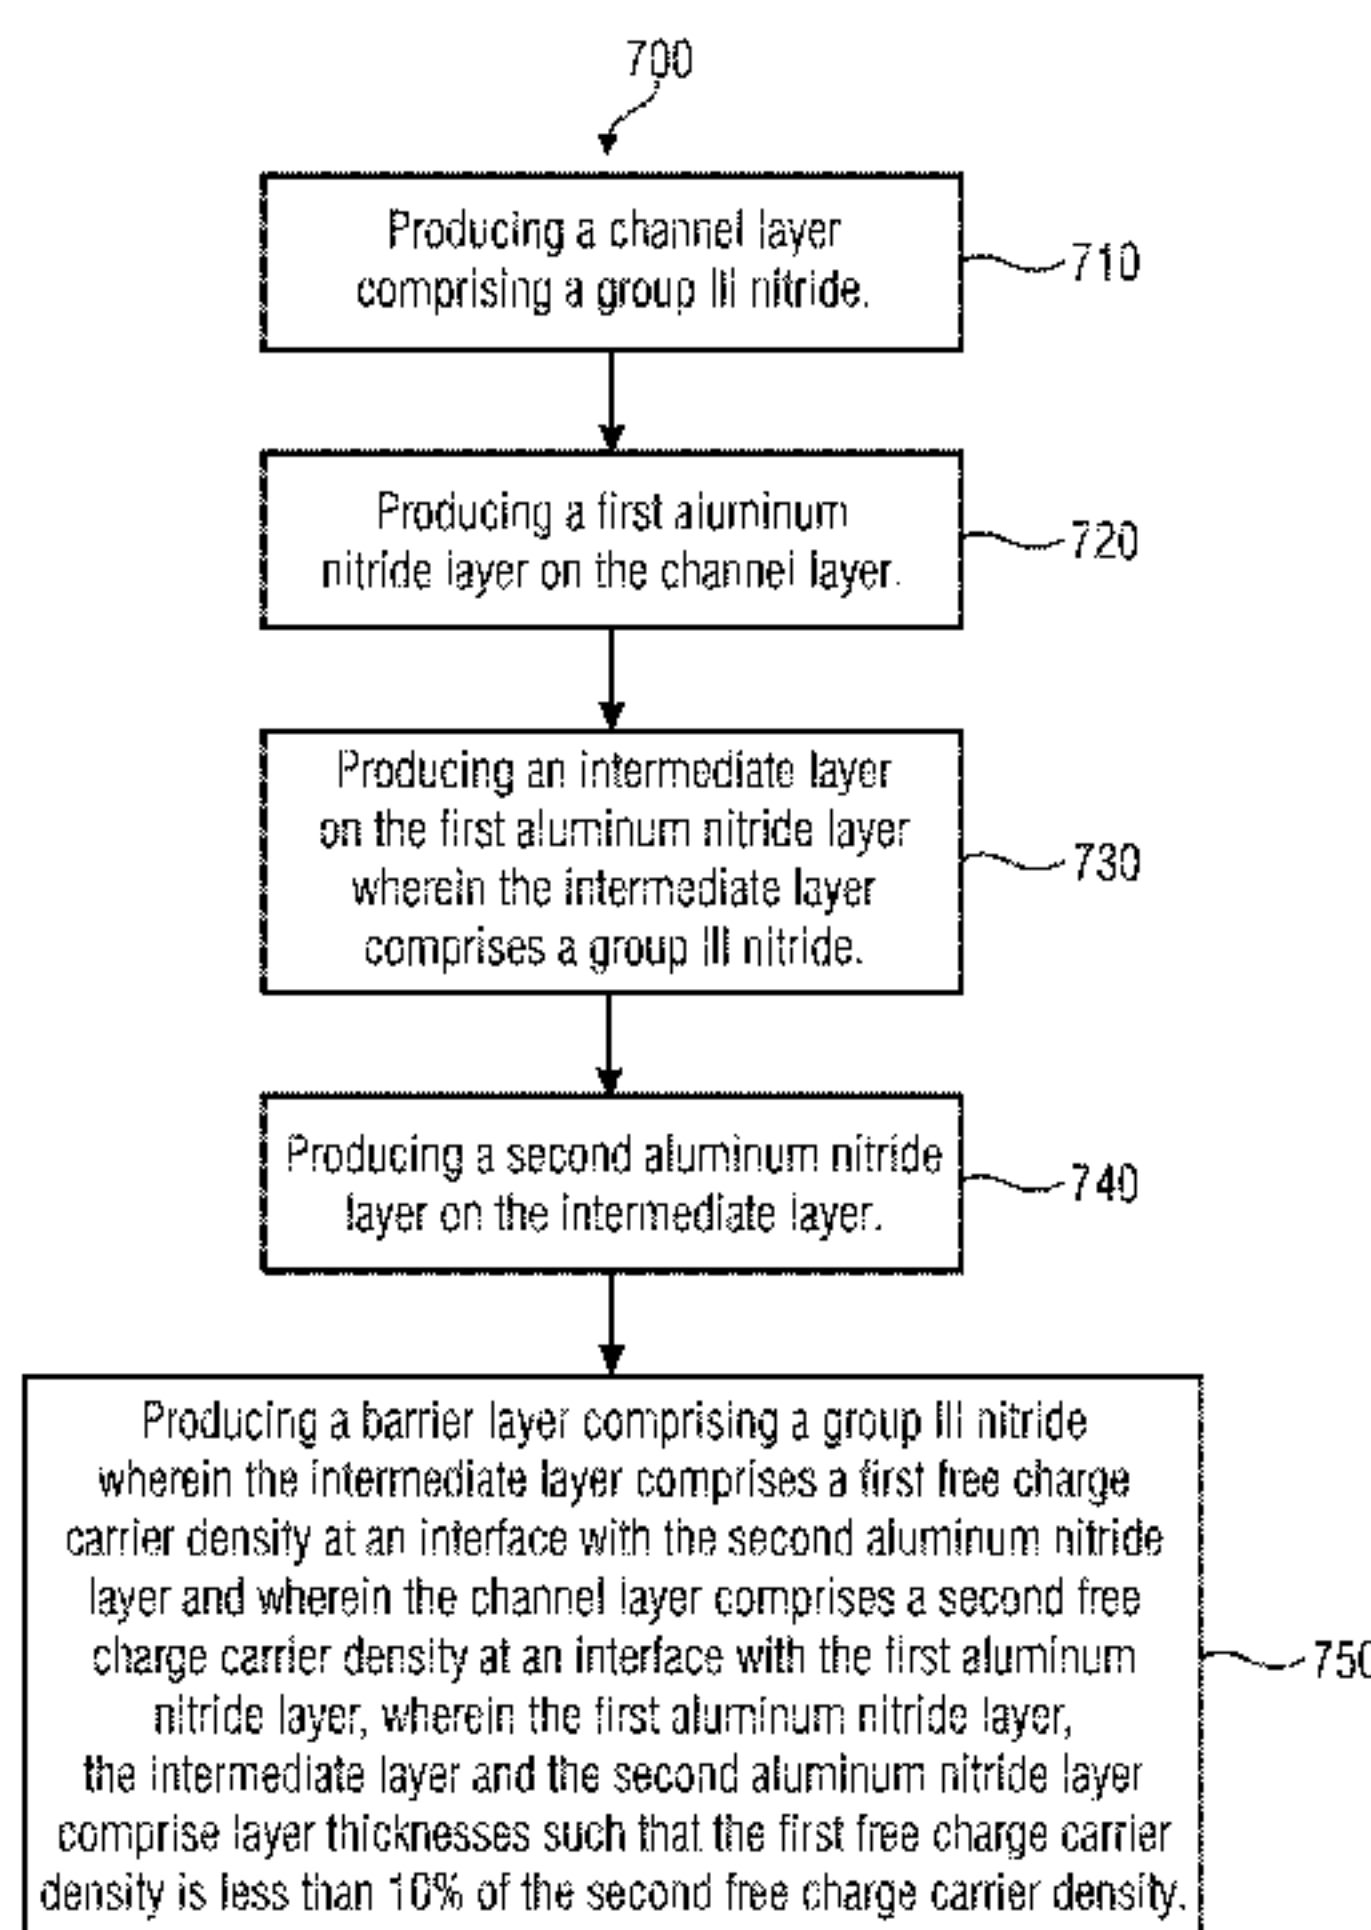 700
Producing a channel layer
comprising a group III nitride.
710
Producing a first aluminum
nitride layer on the channel layer.
720
Producing an intermediate layer
on the first aluminum nitride layer
wherein the intermediate layer
comprises a group III nitride.
730
Producing a second aluminum nitride
layer on the intermediate layer.
740
Producing a barrier layer comprising a group III nitride
wherein the intermediate layer comprises a first free charge
carrier density at an interface with the second aluminum nitride
layer and wherein the channel layer comprises a second free
charge carrier density at an interface with the first aluminum
nitride layer, wherein the first aluminum nitride layer,
the intermediate layer and the second aluminum nitride layer
comprise layer thicknesses such that the first free charge carrier
density is less than 10% of the second free charge carrier density.
750